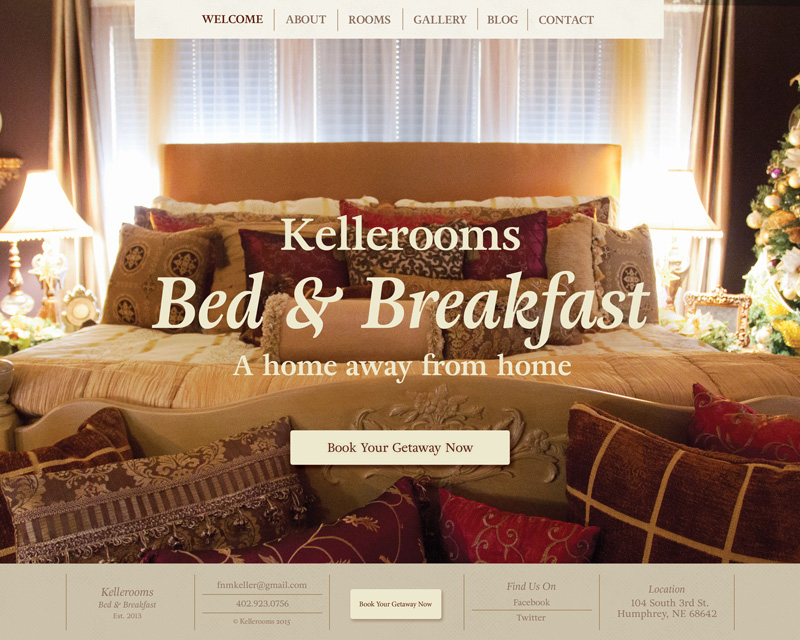 WELCOME
ABOUT
ROOMS
GALLERY
BLOG
CONTACT
Kellerooms
Bed & Breakfast
A home away from home
Book Your Getaway Now
Kellerooms
Bed & Breakfast
Est. 2013
fnmkeller@gmail.com
402.923.0756
© Kellerooms 2013
Book Your Getaway Now
Find Us On
Facebook
Twitter
Location
104 South 3rd St.
Humphrey, NE 68642